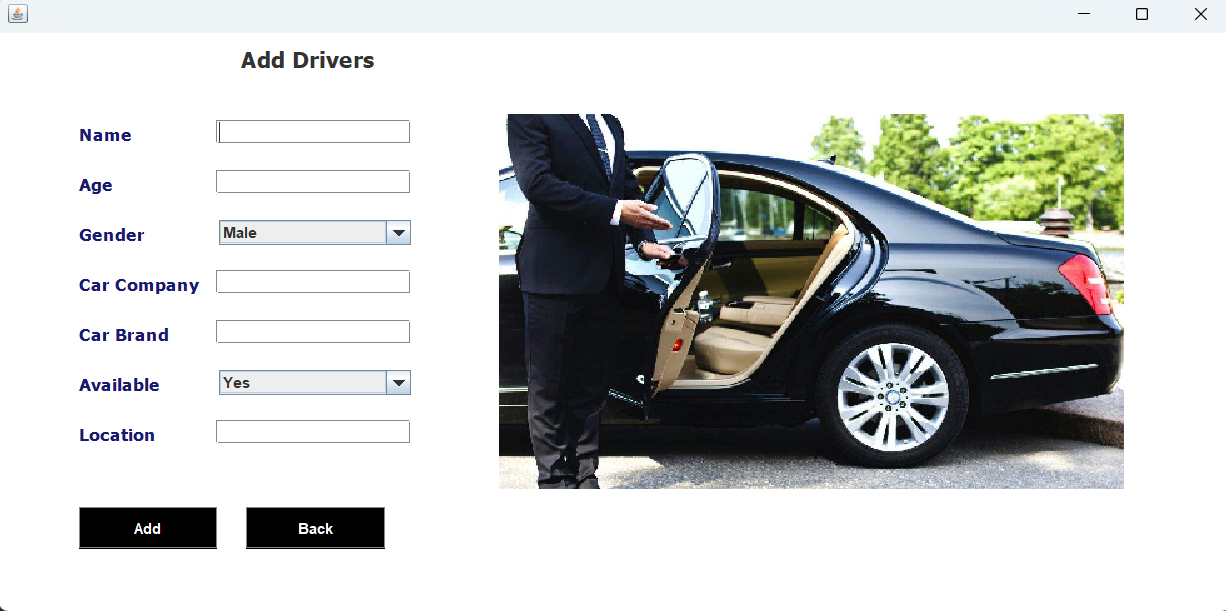 Add Drivers
Name
Age
Gender Male
Car Company
Car Brand
Available Yes
Location
Add Back